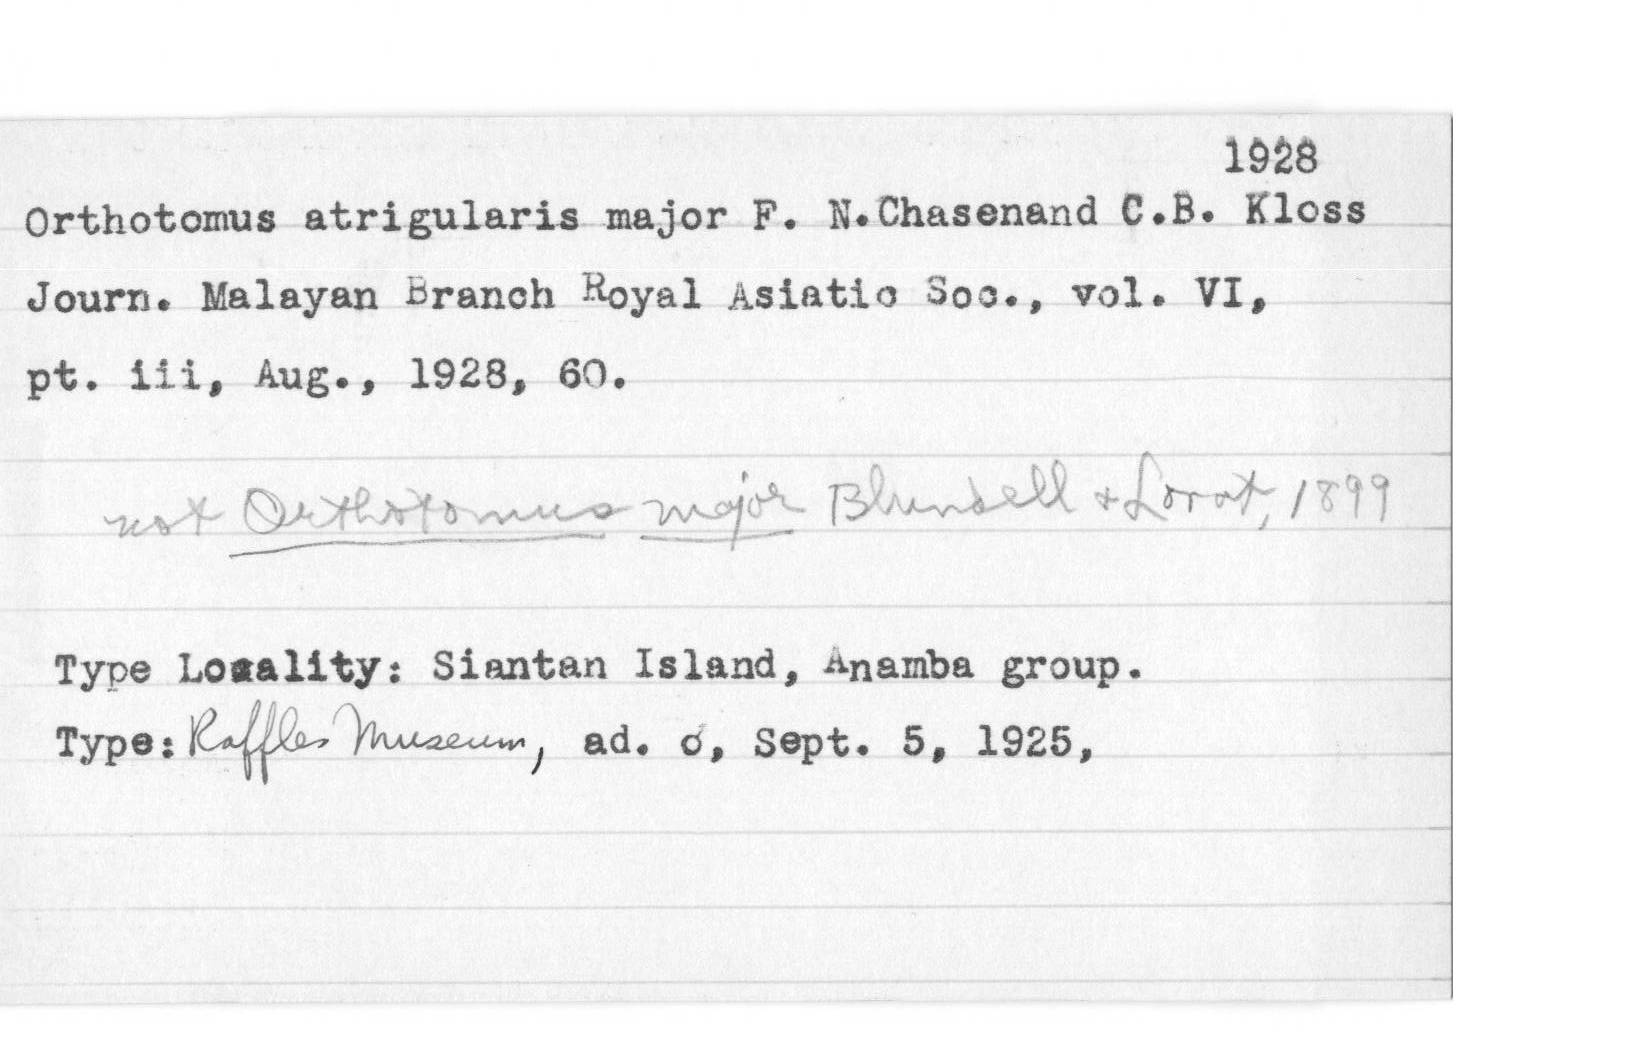 1928
Orthotomus atrigularis major F. N.Chasenand C.B. Kloss
Journ. Malayan Branch Royal Asiatic Soc., vol. VI,
pt. iii, Aug., 1928, 60.
not Orthotomus major Blundell & Lovat, 1899
Type Locality: Siantan Island, Anamba group.
Type: Raffles Museum, ad. ♂, Sept. 5, 1925,